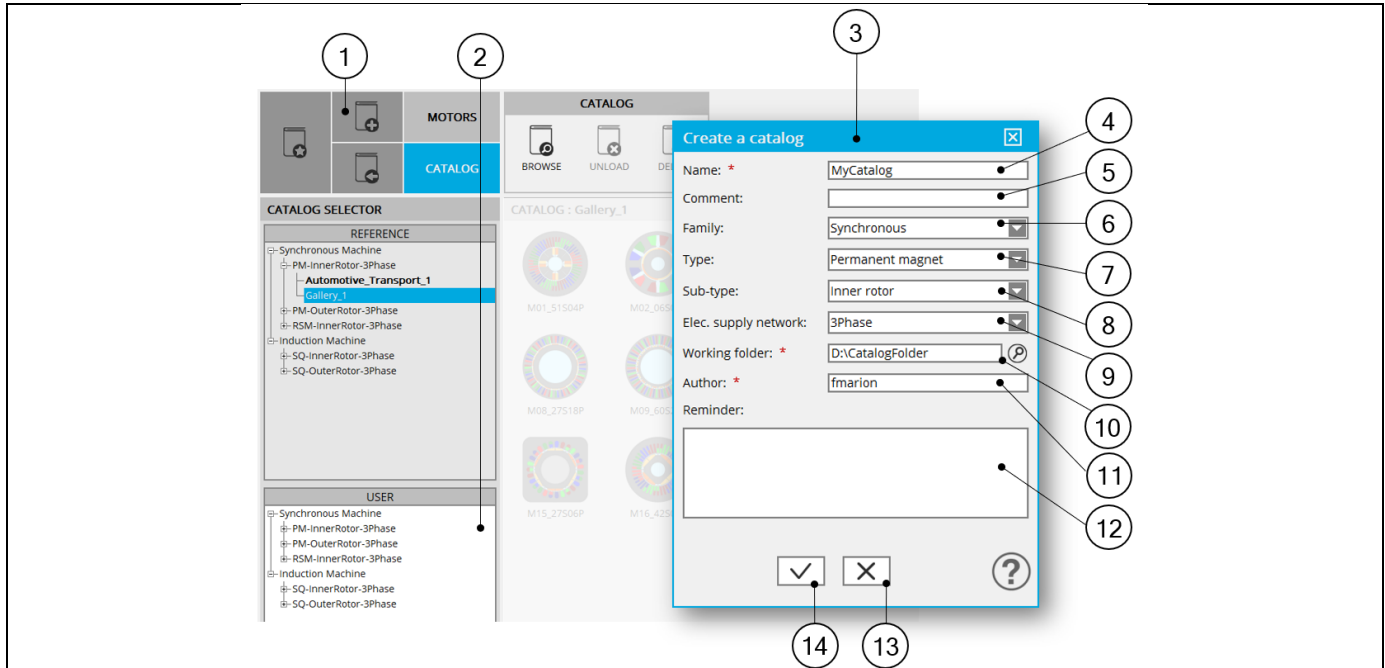 1
2
3
MOTORS
CATALOG
CATALOG
BROWSE
UNLOAD
CATALOG SELECTOR
REFERENCE
Synchronous Machine
PM-InnerRotor-3Phase
Automotive_Transport_1
Gallery_1
PM-OuterRotor-3Phase
RSM-InnerRotor-3Phase
Induction Machine
SQ-InnerRotor-3Phase
SQ-OuterRotor-3Phase
USER
Synchronous Machine
PM-InnerRotor-3Phase
PM-OuterRotor-3Phase
RSM-InnerRotor-3Phase
Induction Machine
SQ-InnerRotor-3Phase
SQ-OuterRotor-3Phase
CATALOG : Gallery_1
M01_51S04P
M08_27S18P
M15_27S06P
Create a catalog
Name: * MyCatalog
Comment:
Family: Synchronous
Type: Permanent magnet
Sub-type: Inner rotor
Elec. supply network: 3Phase
Working folder: * D:\CatalogFolder
Author: * fmarion
Reminder:
?
4
5
6
7
8
9
10
11
12
14
13